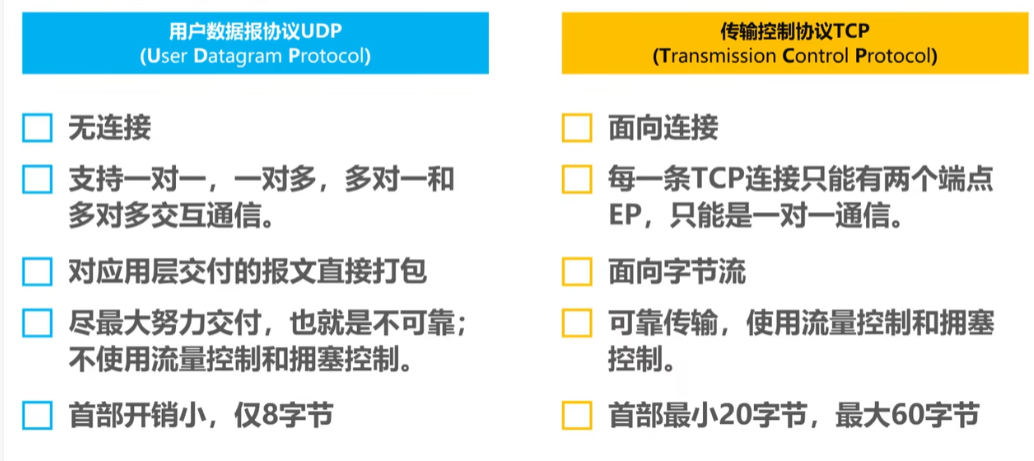 用户数据报协议UDP
(User Datagram Protocol)
无连接
支持一对一，一对多，多对一和
多对多交互通信。
对应用层交付的报文直接打包
尽最大努力交付，也就是不可靠；
不使用流量控制和拥塞控制。
首部开销小，仅8字节
传输控制协议TCP
(Transmission Control Protocol)
面向连接
每一条TCP连接只能有两个端点
EP，只能是一对一通信。
面向字节流
可靠传输，使用流量控制和拥塞
控制。
首部最小20字节，最大60字节